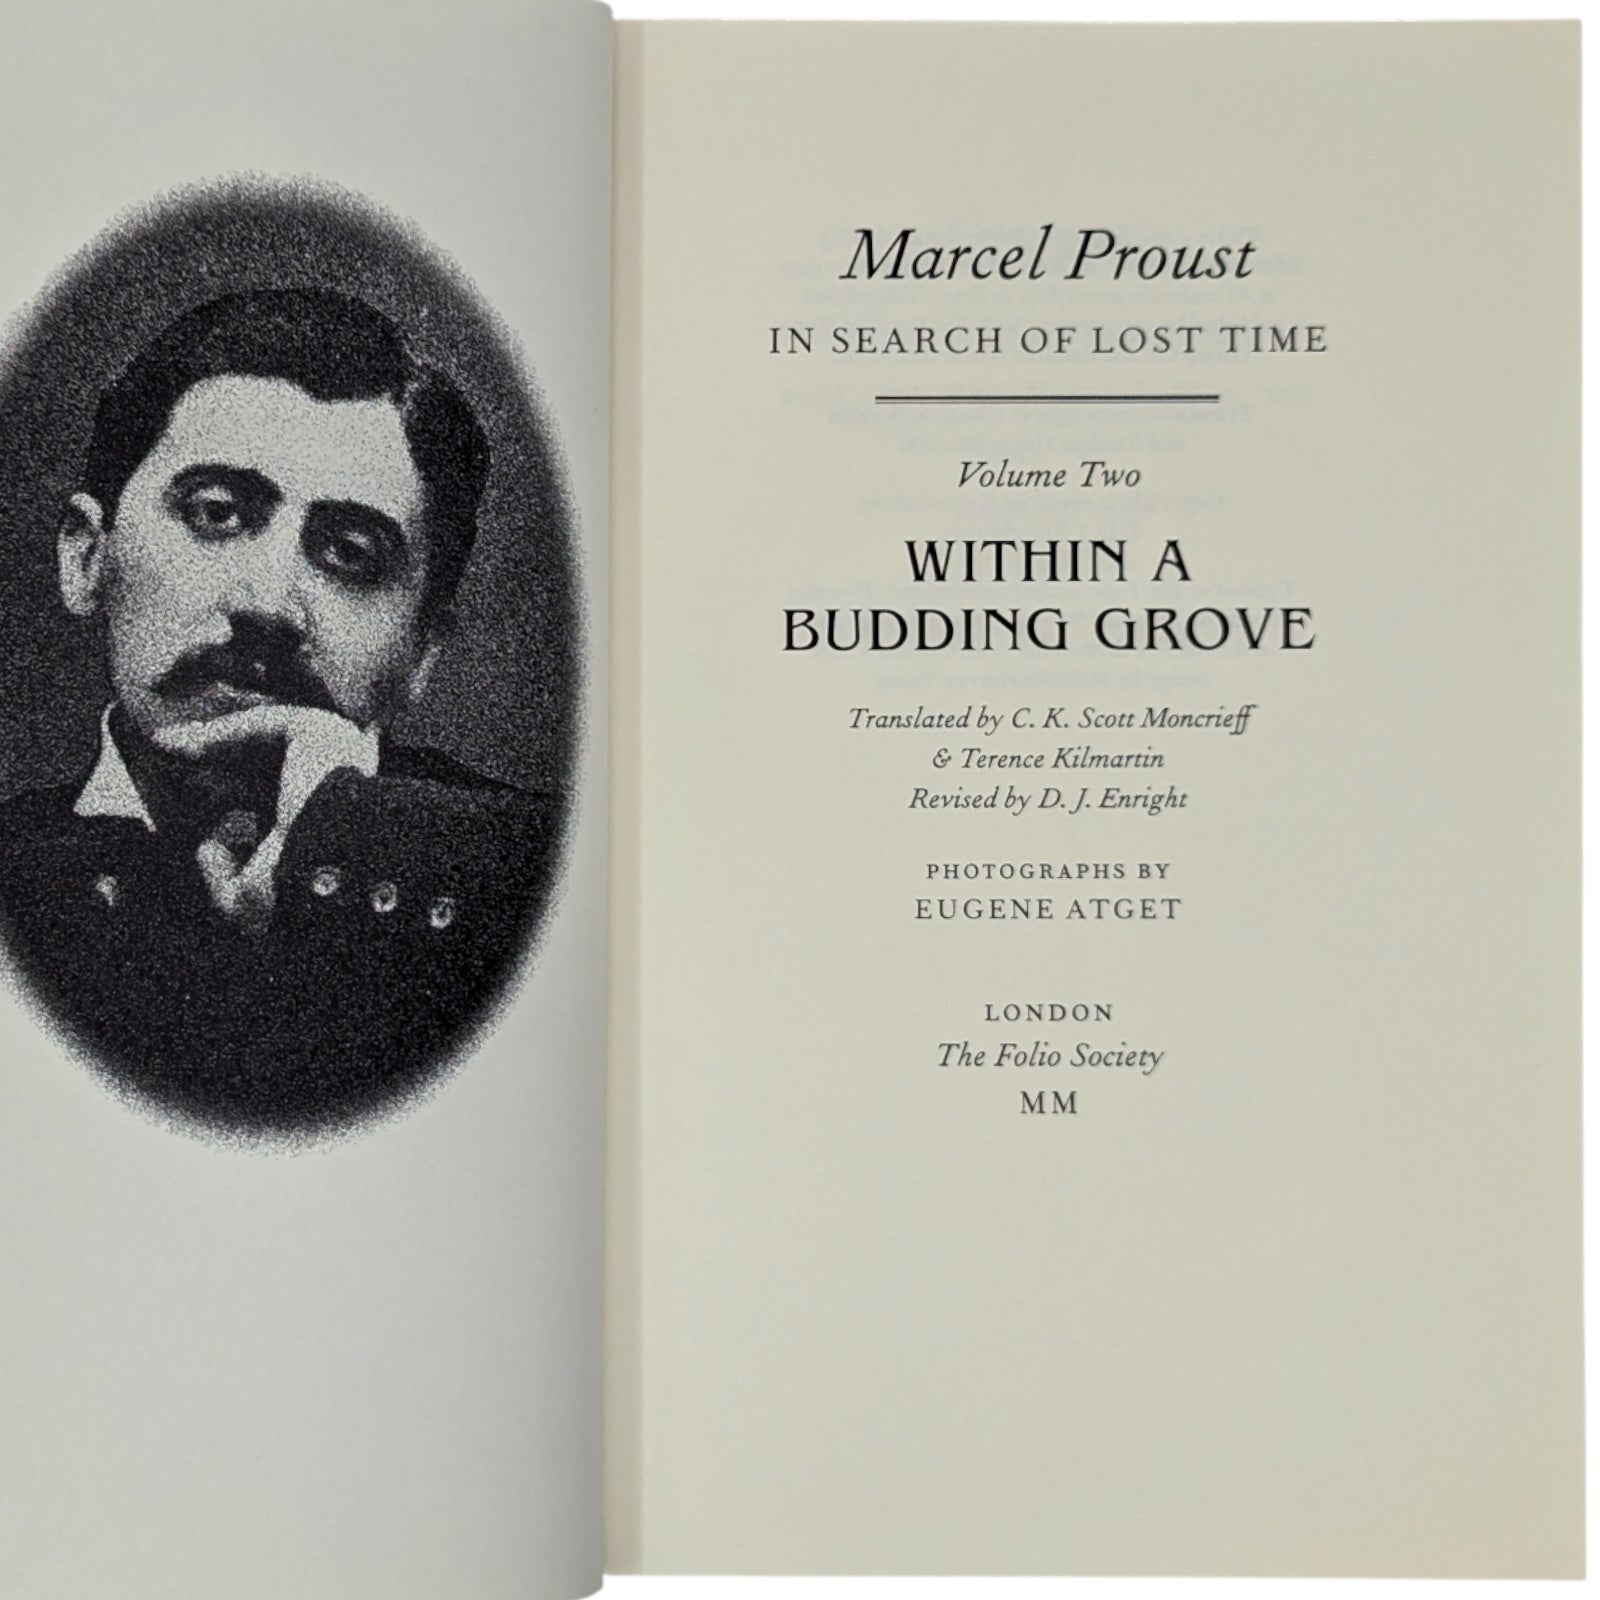 Marcel Proust
IN SEARCH OF LOST TIME
Volume Two
WITHIN A
BUDDING GROVE
Translated by C. K. Scott Moncrieff
& Terence Kilmartin
Revised by D. J. Enright
PHOTOGRAPHS BY
EUGENE ATGET
LONDON
The Folio Society
MM